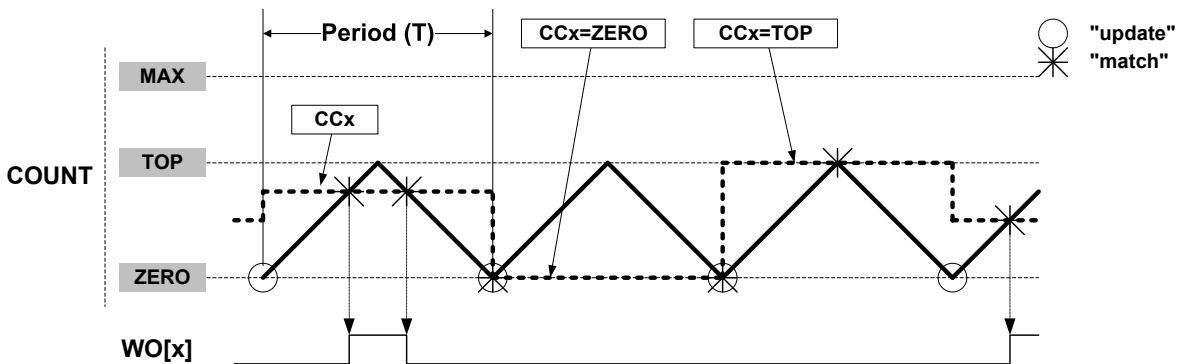 Period (T)
CCx=ZERO
CCx=TOP
"update"
"match"
MAX
CCx
TOP
COUNT
ZERO
WO[x]